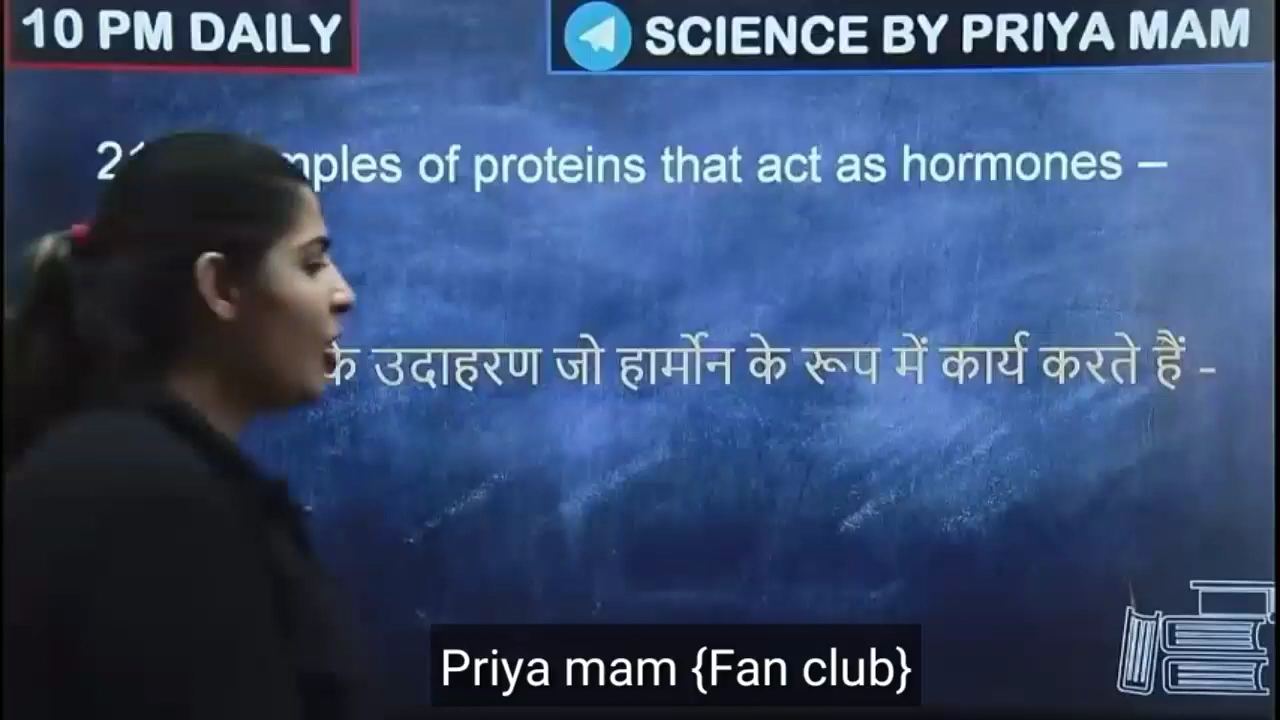 10 PM DAILY
SCIENCE BY PRIYA MAM
of proteins that act as hormones –
के उदाहरण जो हार्मोन के रूप में कार्य करते हैं -
Priya mam {Fan club}